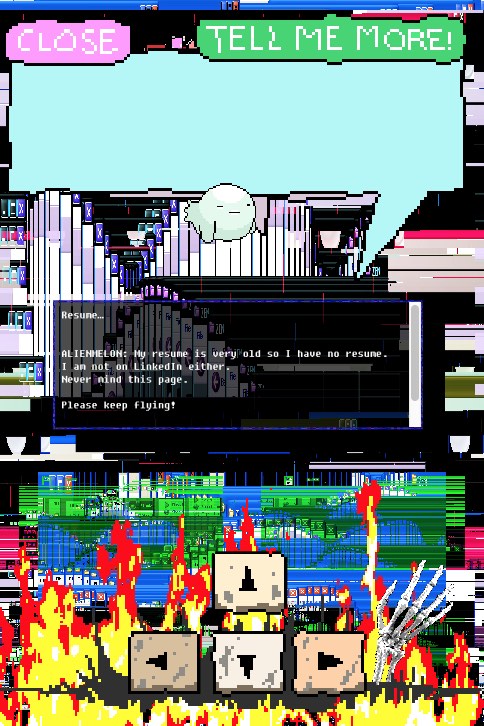 CLOSE
TELL ME MORE!
Resume…
ALIENMELON: My resume is very old so I have no resume.
I am not on LinkedIn either.
Never mind this page.
Please keep flying!